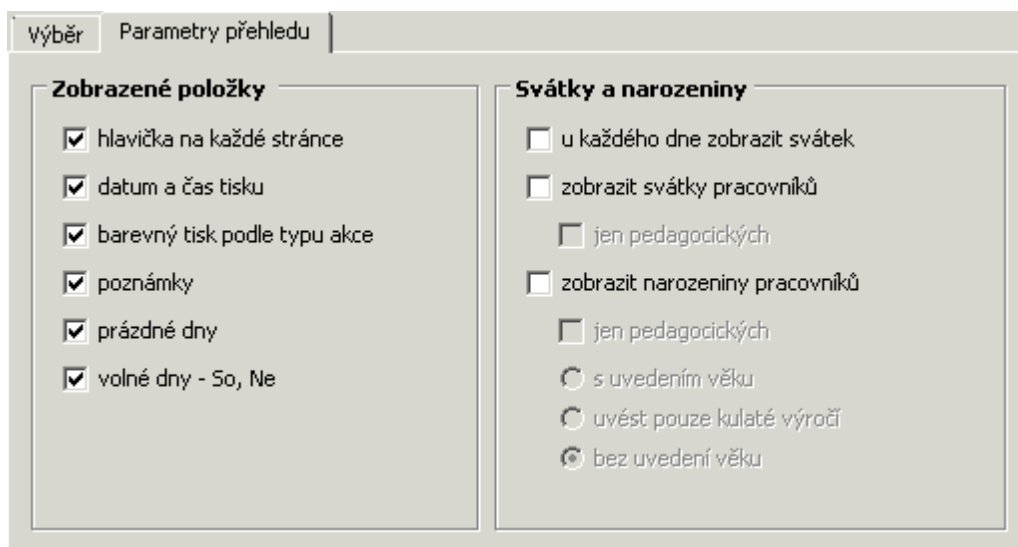 Výběr
Parametry přehledu
Zobrazené položky
hlavička na každé stránce
datum a čas tisku
barevný tisk podle typu akce
poznámky
prázdné dny
volné dny - So, Ne
Svátky a narozeniny
u každého dne zobrazit svátek
zobrazit svátky pracovníků
jen pedagocických
zobrazit narozeniny pracovníků
jen pedagocických
s uvedením věku
uvést pouze kulaté výročí
bez uvedení věku